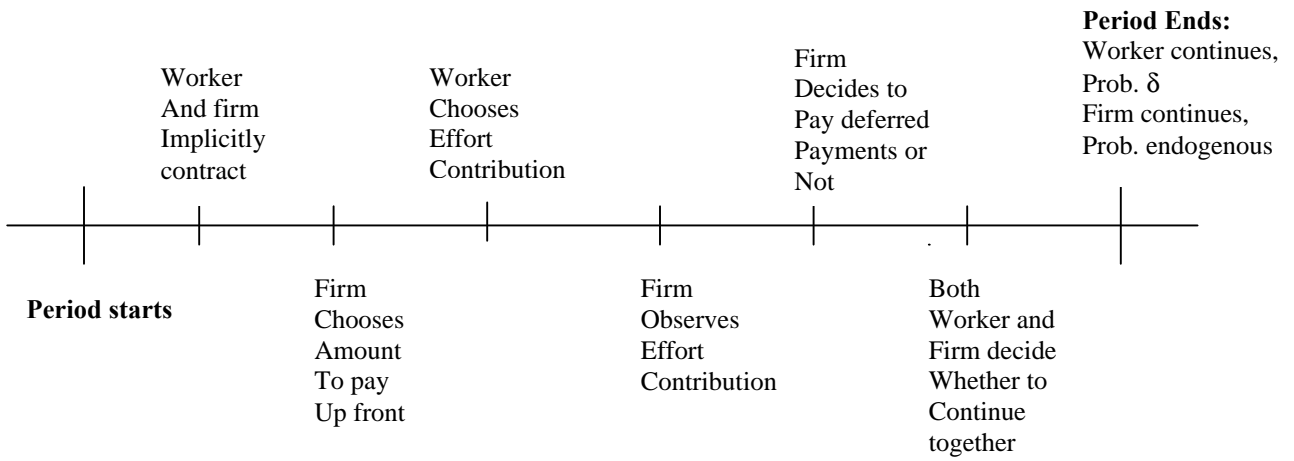 Period starts
Worker
And firm
Implicitly
contract
Firm
Chooses
Amount
To pay
Up front
Worker
Chooses
Effort
Contribution
Firm
Observes
Effort
Contribution
Firm
Decides to
Pay deferred
Payments or
Not
Both
Worker and
Firm decide
Whether to
Continue
together
Period Ends:
Worker continues,
Prob. δ
Firm continues,
Prob. endogenous